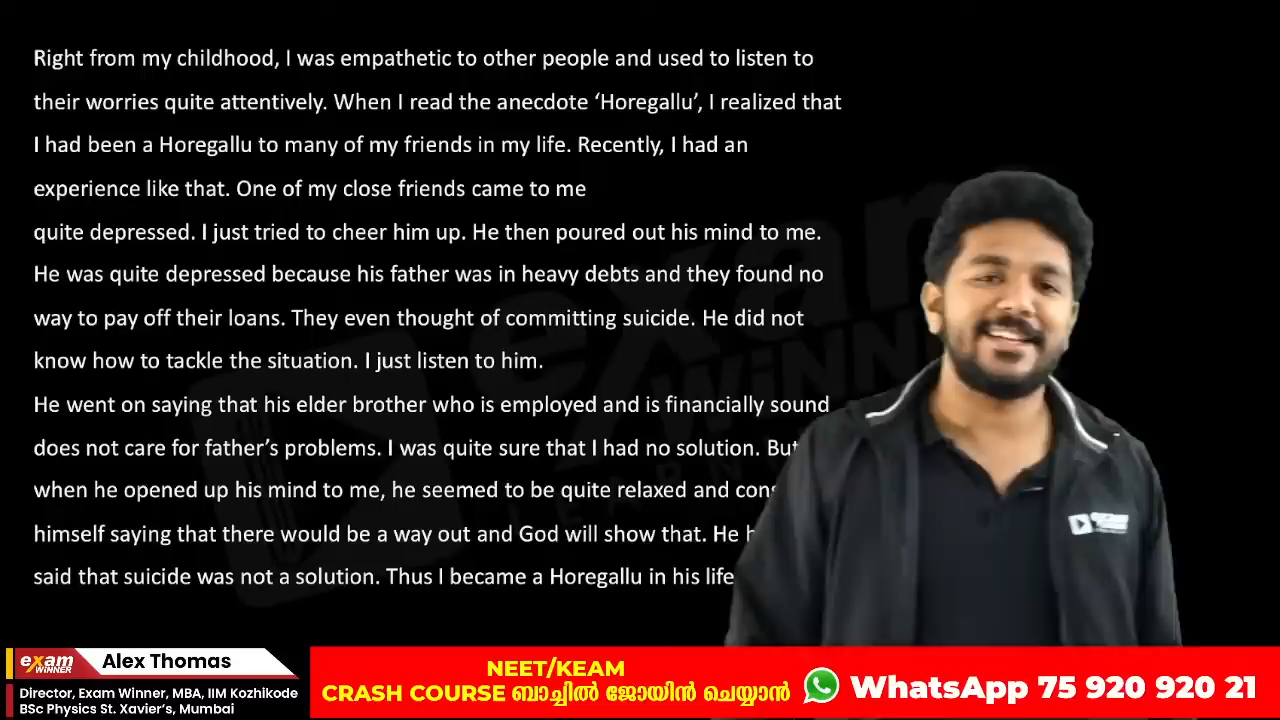 Right from my childhood, I was empathetic to other people and used to listen to
their worries quite attentively. When I read the anecdote ‘Horegallu’, I realized that
I had been a Horegallu to many of my friends in my life. Recently, I had an
experience like that. One of my close friends came to me
quite depressed. I just tried to cheer him up. He then poured out his mind to me.
He was quite depressed because his father was in heavy debts and they found no
way to pay off their loans. They even thought of committing suicide. He did not
know how to tackle the situation. I just listen to him.
He went on saying that his elder brother who is employed and is financially sound
does not care for father’s problems. I was quite sure that I had no solution. But
when he opened up his mind to me, he seemed to be quite relaxed and
himself saying that there would be a way out and God will show that. He
said that suicide was not a solution. Thus I became a Horegallu in his life
exam
WINNER
Alex Thomas
Director, Exam Winner, MBA, IIM Kozhikode
BSc Physics St. Xavier’s, Mumbai
NEET/KEAM
CRASH COURSE ബാച്ചിൽ ജോയിൻ ചെയ്യാൻ
WhatsApp 75 920 920 21